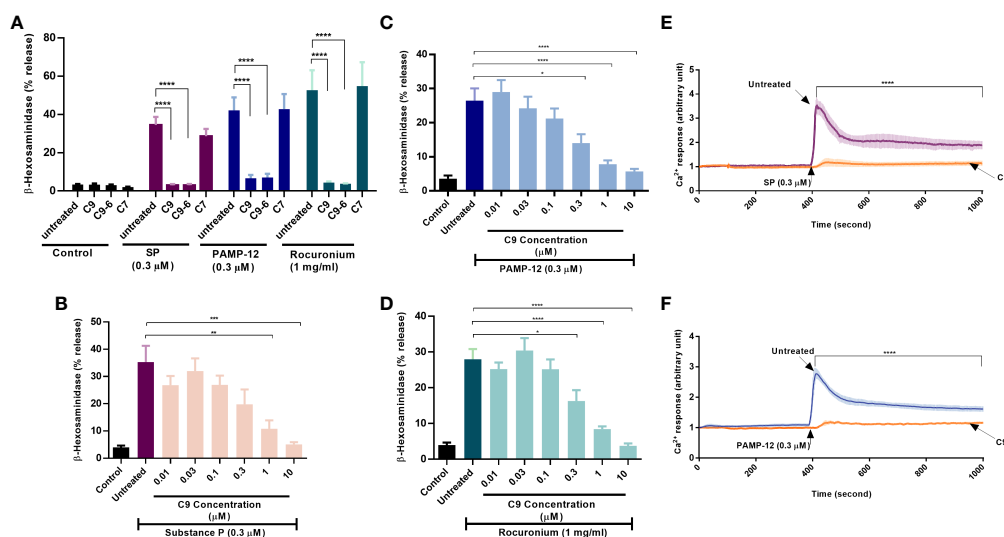 A
β-Hexosaminidase (% release)
80
60
40
20
0
****
****
****
****
****
****
untreated
C9
C9-6
C7
untreated
C9
C9-6
C7
untreated
C9
C9-6
C7
untreated
C9
C9-6
C7
Control
SP
(0.3 µM)
PAMP-12
(0.3 µM)
Rocuronium
(1 mg/ml)
B
β-Hexosaminidase (% release)
50
40
30
20
10
0
***
**
Control
Untreated
0.01
0.03
0.1
0.3
1
10
C9 Concentration
(µM)
Substance P (0.3 µM)
C
β-Hexosaminidase (% release)
40
30
20
10
0
****
****
*
Control
Untreated
0.01
0.03
0.1
0.3
1
10
C9 Concentration
(µM)
PAMP-12 (0.3 µM)
D
β-Hexosaminidase (% release)
50
40
30
20
10
0
****
****
*
Control
Untreated
0.01
0.03
0.1
0.3
1
10
C9 Concentration
(µM)
Rocuronium (1 mg/ml)
E
Ca²⁺ response (arbitrary unit)
5
4
3
2
1
0
Untreated
****
SP (0.3 µM)
C
0
200
400
600
800
1000
Time (second)
F
Ca²⁺ response (arbitrary unit)
4
3
2
1
0
Untreated
****
PAMP-12 (0.3 µM)
C9
0
200
400
600
800
1000
Time (second)